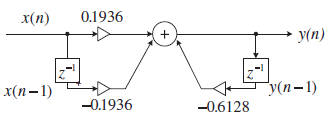 x(n) 0.1936
+
y(n)
z⁻¹ z⁻¹
x(n−1) y(n−1)
−0.1936 −0.6128